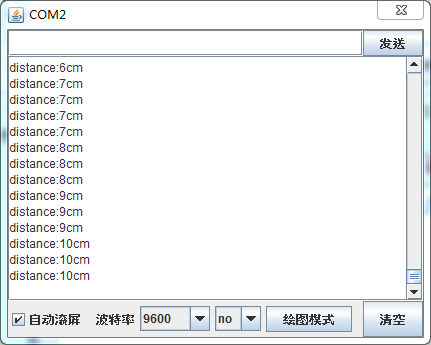 COM2
发送
distance:6cm
distance:7cm
distance:7cm
distance:7cm
distance:7cm
distance:8cm
distance:8cm
distance:8cm
distance:9cm
distance:9cm
distance:9cm
distance:10cm
distance:10cm
distance:10cm
自动滚屏 波特率 9600 no 绘图模式 清空